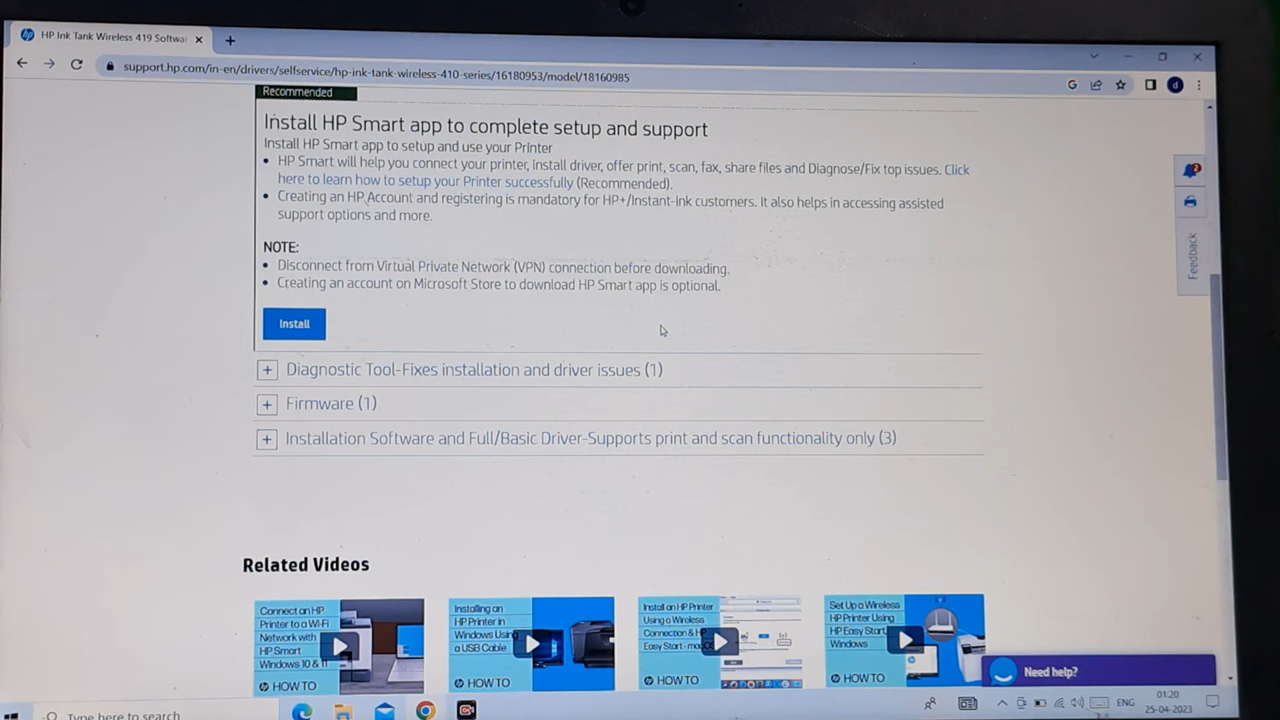 HP Ink Tank Wireless 419 Softwa
support.hp.com/in-en/drivers/selfservice/hp-ink-tank-wireless-410-series/16180953/model/18160985
Recommended
Install HP Smart app to complete setup and support
Install HP Smart app to setup and use your Printer
HP Smart will help you connect your printer, install driver, offer print, scan, fax, share files and Diagnose/Fix top issues. Click
here to learn how to setup your Printer successfully (Recommended).
Creating an HP Account and registering is mandatory for HP+/Instant-Ink customers. It also helps in accessing assisted
support options and more.
NOTE:
Disconnect from Virtual Private Network (VPN) connection before downloading.
Creating an account on Microsoft Store to download HP Smart app is optional.
Install
Feedback
Diagnostic Tool-Fixes installation and driver issues (1)
Firmware (1)
Installation Software and Full/Basic Driver-Supports print and scan functionality only (3)
Related Videos
Connect an HP
Printer to a Wi-Fi
Network with
HP Smart
Windows 10 & 11
HOW TO
Installing an
HP Printer in
Windows Using
a USB Cable
HOW TO
Install an HP Printer
Using a Wireless
Connection & HP
Easy Start - macOS
HOW TO
Set Up a Wireless
HP Printer Using
HP Easy Start
Windows
HOW TO
Need help?
Type here to search
ENG
01:20
25-04-2023